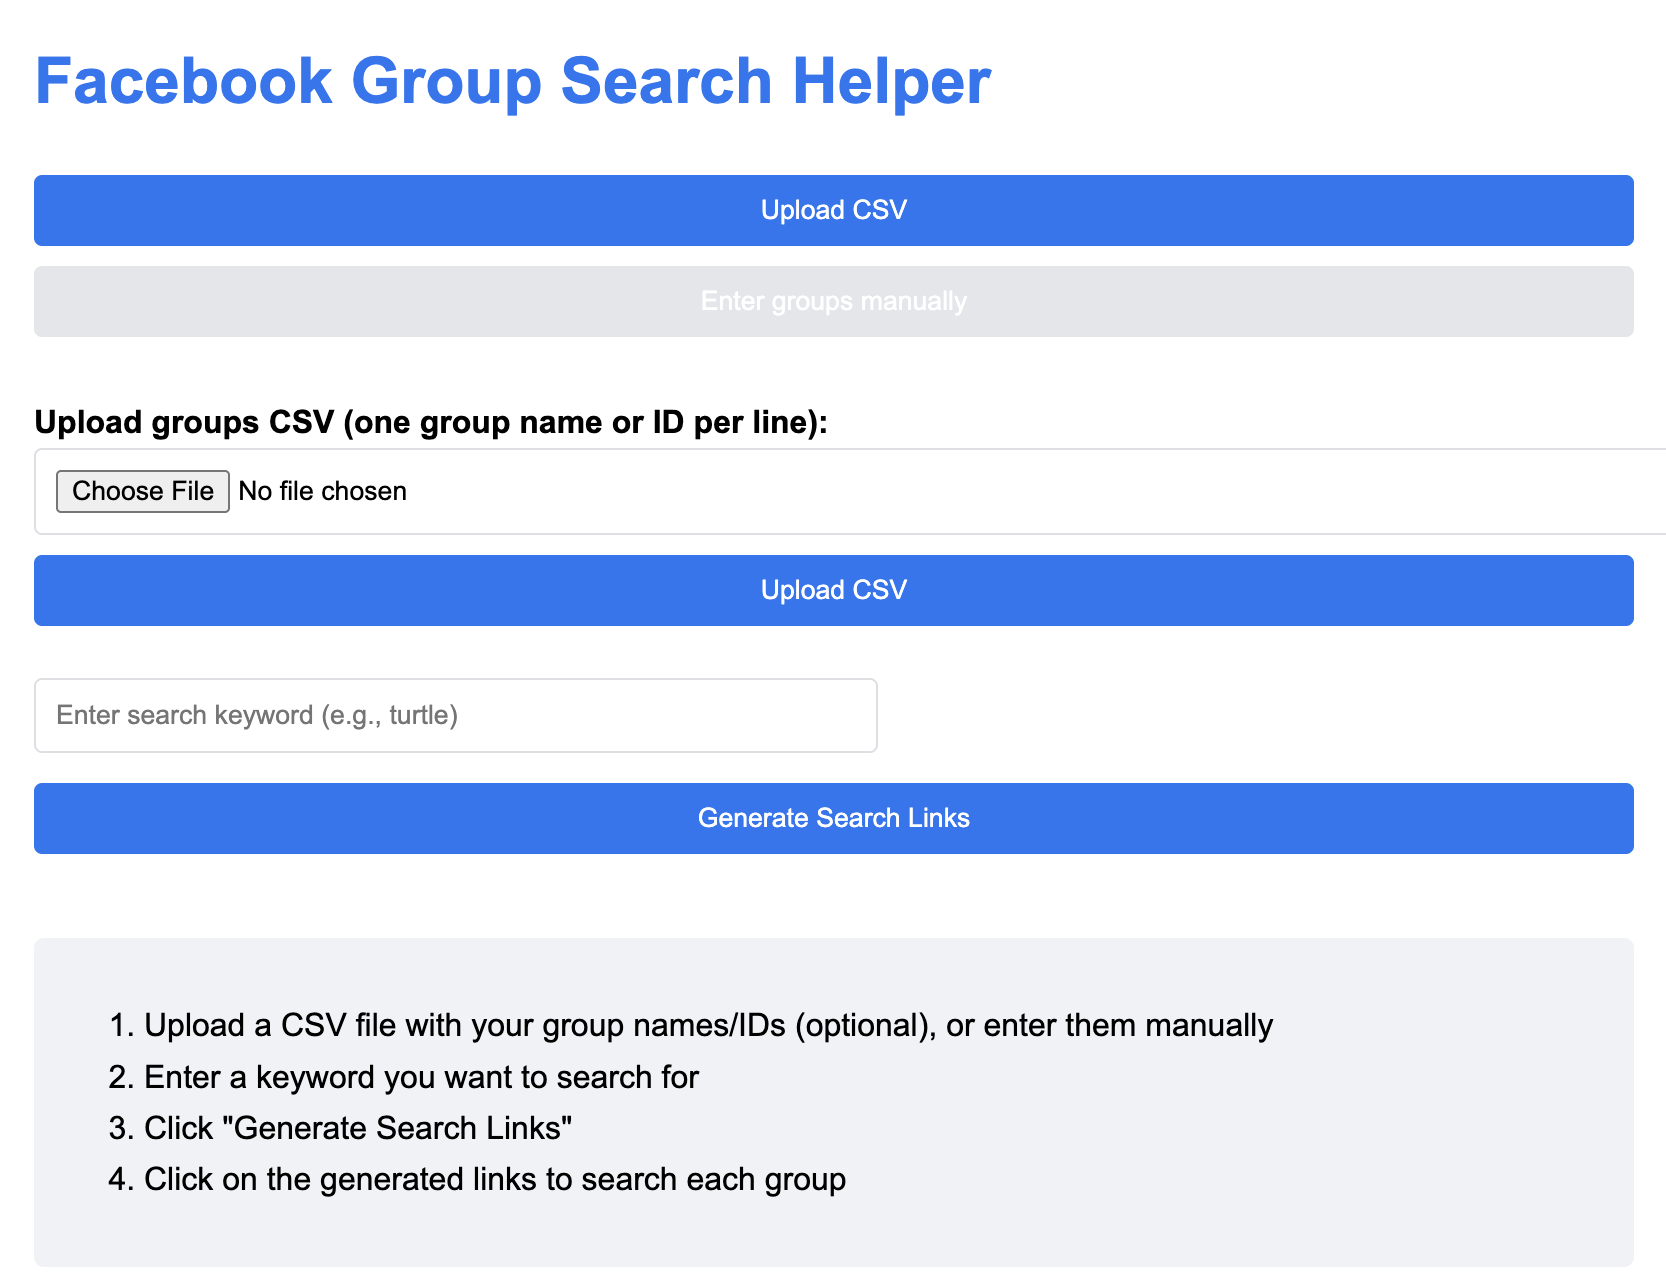 Facebook Group Search Helper
Upload CSV
Enter groups manually
Upload groups CSV (one group name or ID per line):
Choose File No file chosen
Upload CSV
Enter search keyword (e.g., turtle)
Generate Search Links
1. Upload a CSV file with your group names/IDs (optional), or enter them manually
2. Enter a keyword you want to search for
3. Click "Generate Search Links"
4. Click on the generated links to search each group